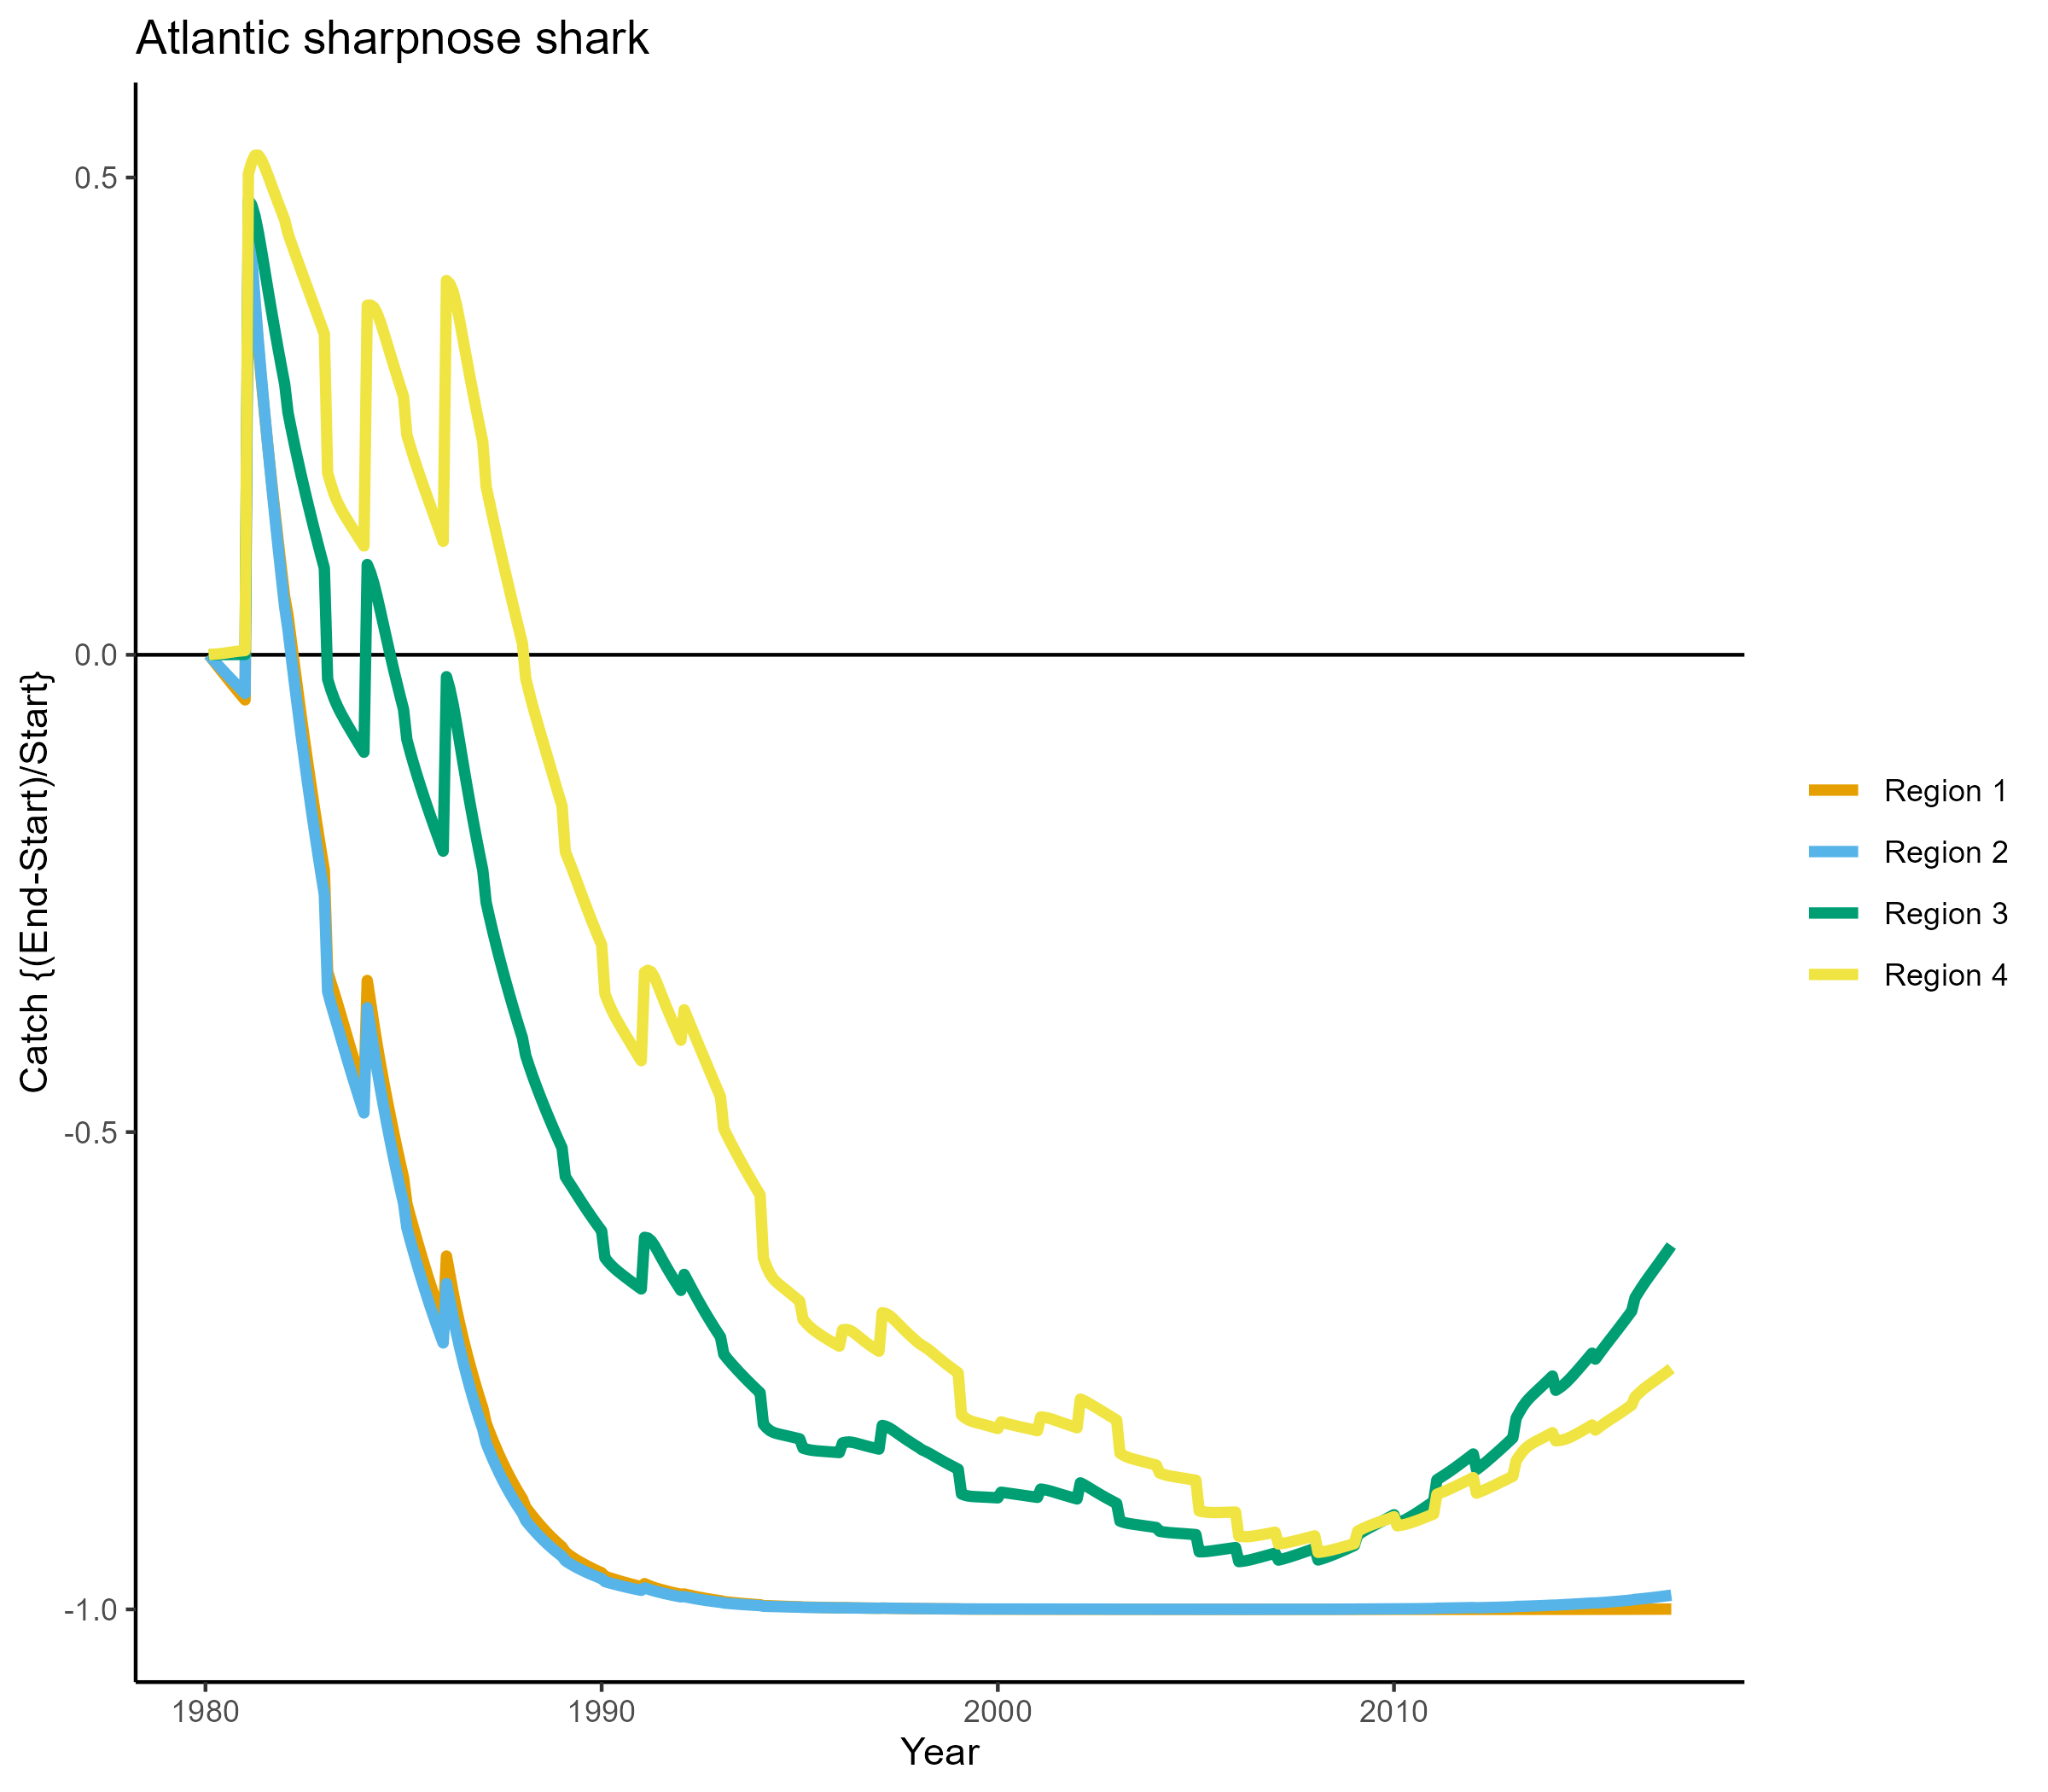 Atlantic sharpnose shark
Catch {(End-Start)/Start}
0.5
0.0
-0.5
-1.0
1980
1990
2000
2010
Year
Region 1
Region 2
Region 3
Region 4